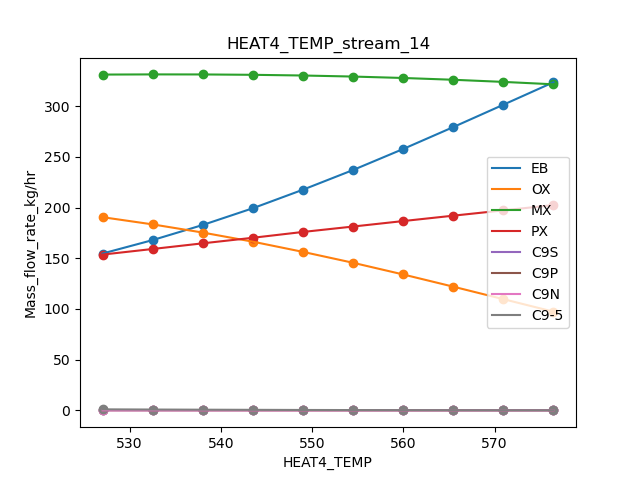 HEAT4_TEMP_stream_14
Mass_flow_rate_kg/hr
300
250
200
150
100
50
0
EB
OX
MX
PX
C9S
C9P
C9N
C9-5
530
540
550
560
570
HEAT4_TEMP